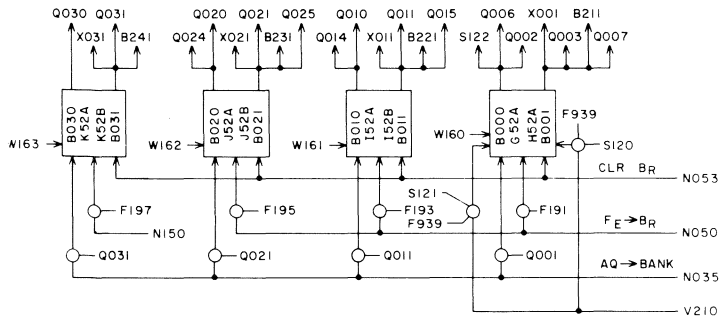 Q030 Q031 Q020 Q021 Q025 Q010 Q011 Q015 Q006 X001 B211
X031 B241 Q024 X021 B231 Q014 X011 B221 S122 Q002 Q003 Q007
B030 K52A K52B B031
B020 J52A J52B B021
B010 I52A I52B B011
B000 G52A H52A B001
F939
W163 W162 W161 W160 S120
CLR BR N053
S121
F197 F195 F193 F939 F191
N150 FE→BR N050
Q031 Q021 Q011 Q001
AQ→BANK N035
V210